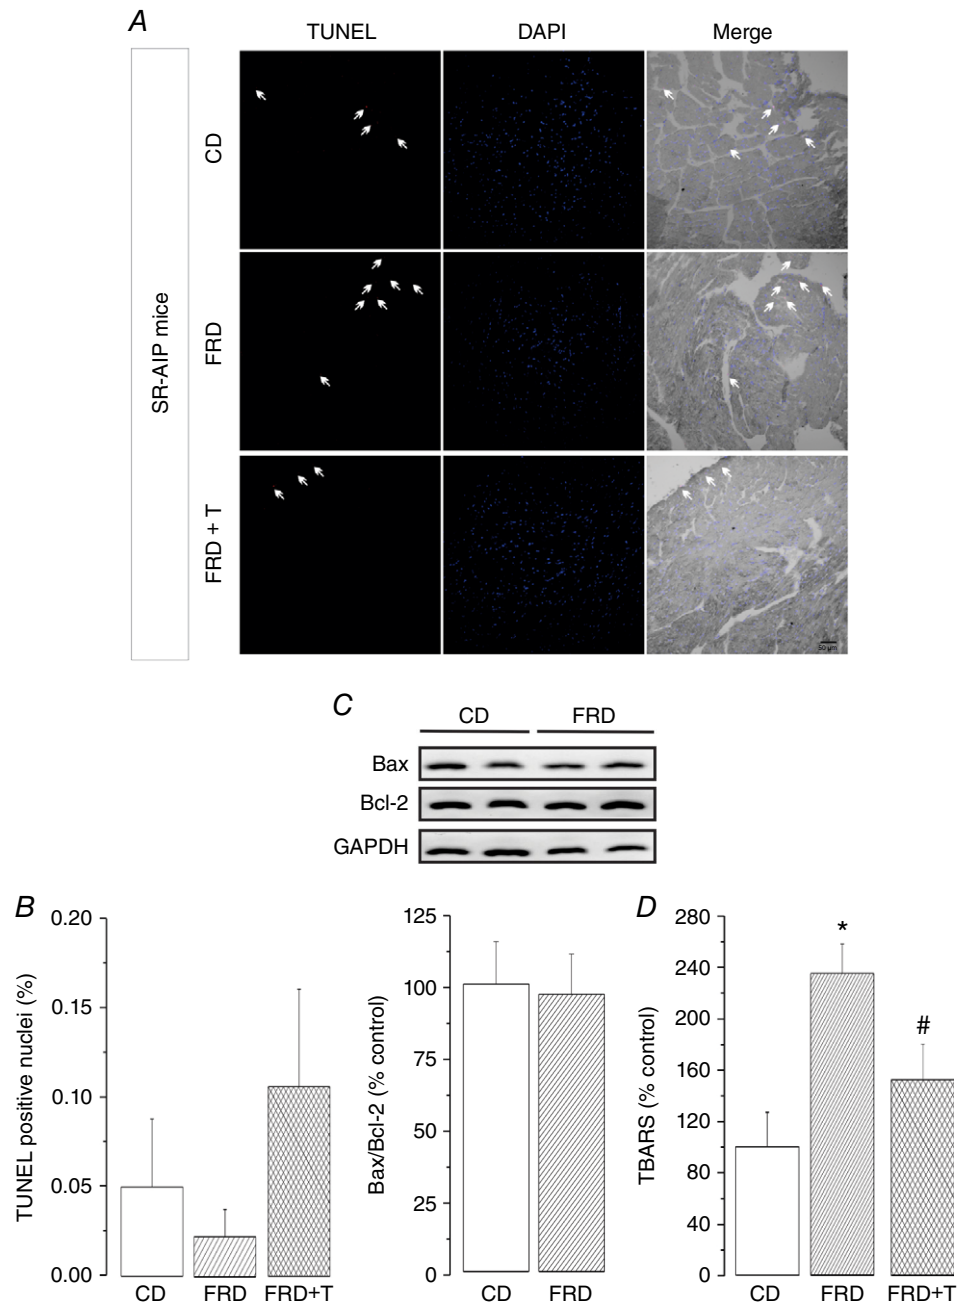 A
TUNEL DAPI Merge
SR-AIP mice
CD
FRD
FRD + T
50 µm
C
CD FRD
Bax
Bcl-2
GAPDH
B
TUNEL positive nuclei (%)
0.20
0.15
0.10
0.05
0.00
CD FRD FRD+T
Bax/Bcl-2 (% control)
125
100
75
50
25
0
CD FRD
D
TBARS (% control)
280
240
200
160
120
80
40
0
*
#
CD FRD FRD+T